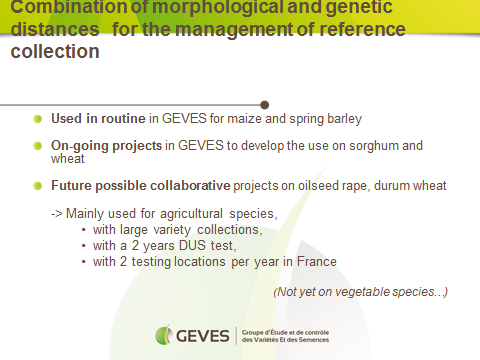 Combination of morphological and genetic
distances for the management of reference
collection
Used in routine in GEVES for maize and spring barley
On-going projects in GEVES to develop the use on sorghum and
wheat
Future possible collaborative projects on oilseed rape, durum wheat
-> Mainly used for agricultural species,
• with large variety collections,
• with a 2 years DUS test,
• with 2 testing locations per year in France
(Not yet on vegetable species...)
GEVES
Groupe d'Étude et de contrôle
des Variétés Et des Semences